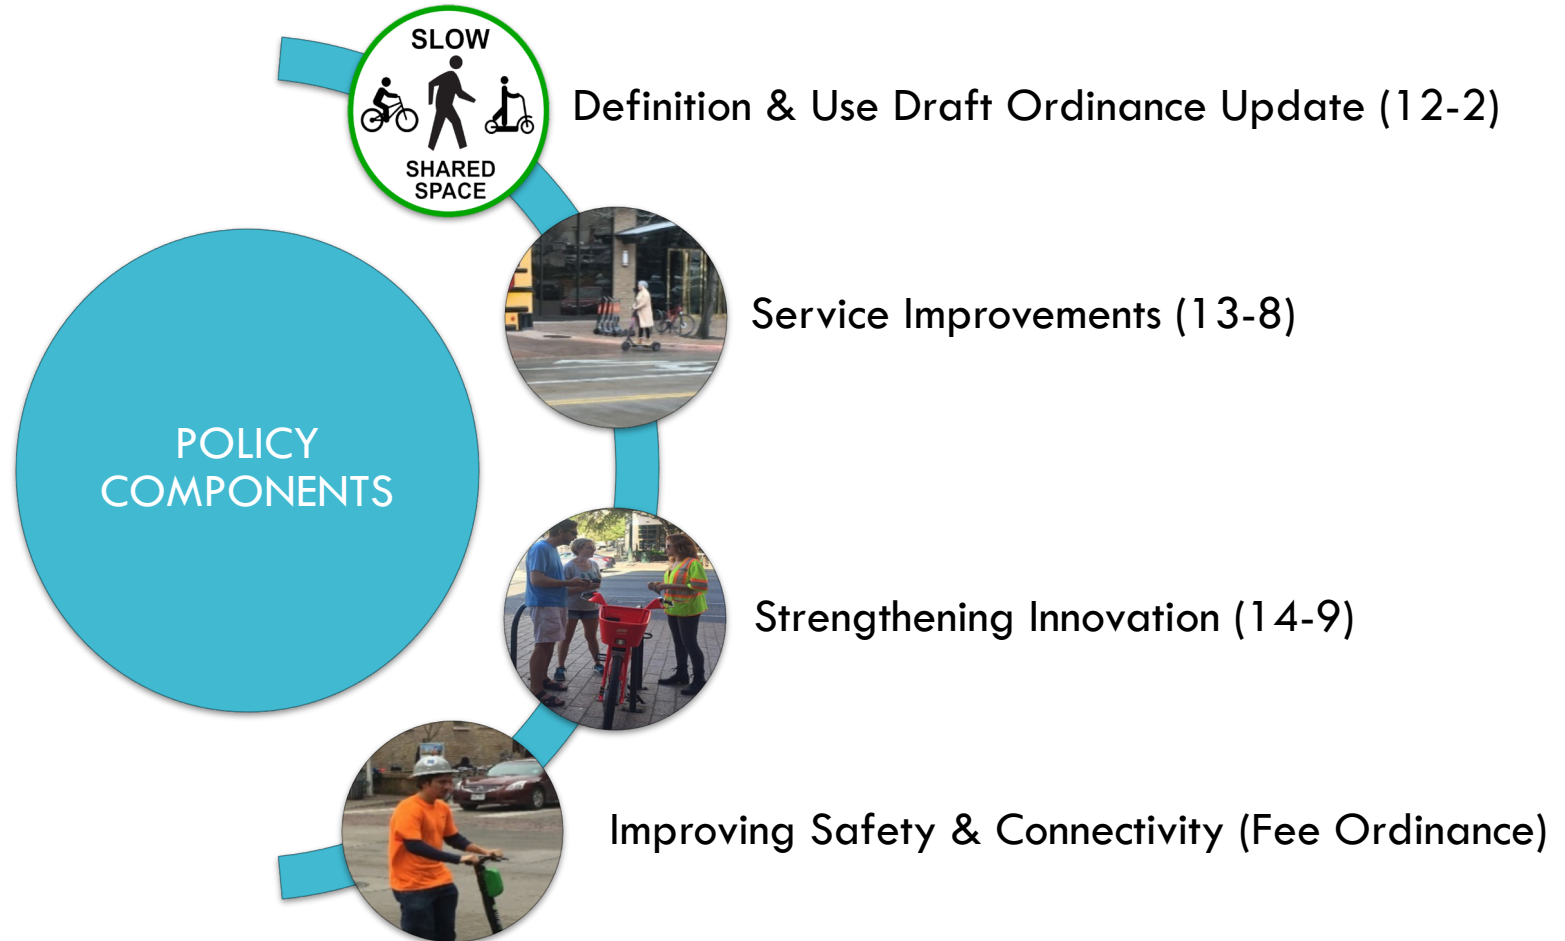 SLOW
SHARED
SPACE
Definition & Use Draft Ordinance Update (12-2)
Service Improvements (13-8)
POLICY
COMPONENTS
Strengthening Innovation (14-9)
Improving Safety & Connectivity (Fee Ordinance)